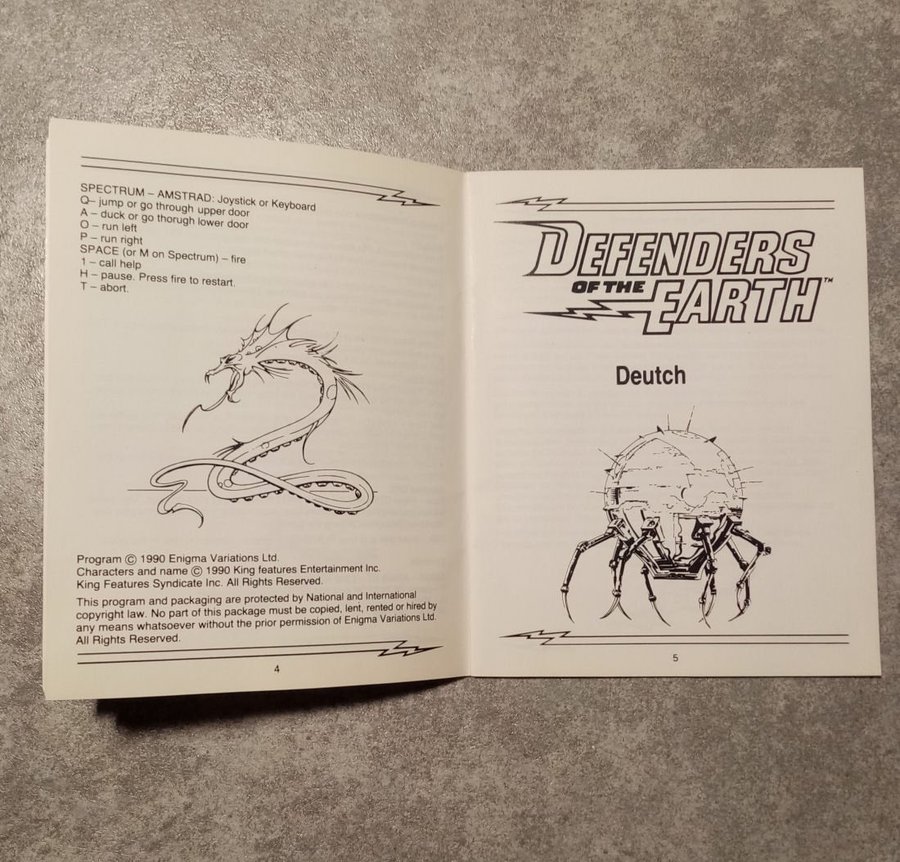 SPECTRUM – AMSTRAD: Joystick or Keyboard
Q– jump or go through upper door
A – duck or go thorugh lower door
O – run left
P – run right
SPACE (or M on Spectrum) – fire
1 – call help
H – pause. Press fire to restart.
T – abort.
Program © 1990 Enigma Variations Ltd.
Characters and name © 1990 King features Entertainment Inc.
King Features Syndicate Inc. All Rights Reserved.
This program and packaging are protected by National and International
copyright law. No part of this package must be copied, lent, rented or hired by
any means whatsoever without the prior permission of Enigma Variations Ltd.
All Rights Reserved.
4
DEFENDERS
OF THE
EARTH™
Deutch
5